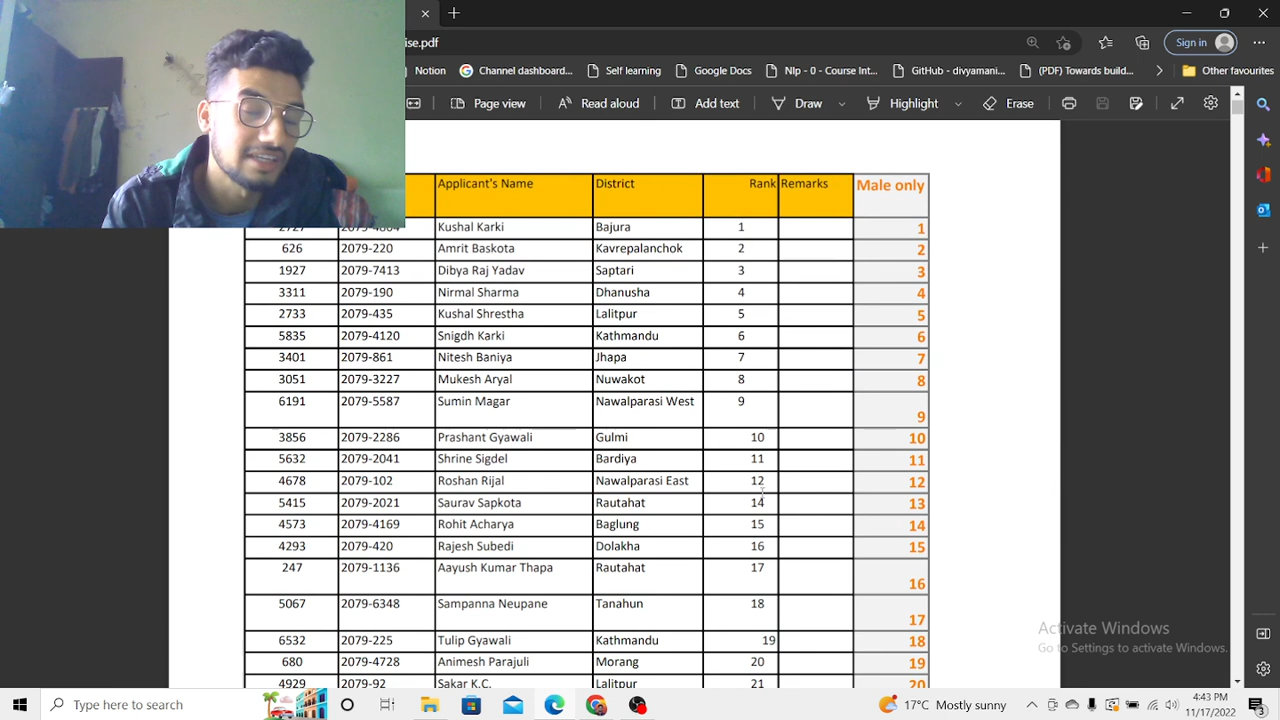 ise.pdf
Sign in
Notion Channel dashboard... Self learning Google Docs Nlp - 0 - Course Int... GitHub - divyamani... (PDF) Towards build... Other favourites
Page view Read aloud Add text Draw Highlight Erase
Applicant's Name District Rank Remarks Male only
Kushal Karki Bajura 1 1
626 2079-220 Amrit Baskota Kavrepalanchok 2 2
1927 2079-7413 Dibya Raj Yadav Saptari 3 3
3311 2079-190 Nirmal Sharma Dhanusha 4 4
2733 2079-435 Kushal Shrestha Lalitpur 5 5
5835 2079-4120 Snigdh Karki Kathmandu 6 6
3401 2079-861 Nitesh Baniya Jhapa 7 7
3051 2079-3227 Mukesh Aryal Nuwakot 8 8
6191 2079-5587 Sumin Magar Nawalparasi West 9 9
3856 2079-2286 Prashant Gyawali Gulmi 10 10
5632 2079-2041 Shrine Sigdel Bardiya 11 11
4678 2079-102 Roshan Rijal Nawalparasi East 12 12
5415 2079-2021 Saurav Sapkota Rautahat 14 13
4573 2079-4169 Rohit Acharya Baglung 15 14
4293 2079-420 Rajesh Subedi Dolakha 16 15
247 2079-1136 Aayush Kumar Thapa Rautahat 17 16
5067 2079-6348 Sampanna Neupane Tanahun 18 17
6532 2079-225 Tulip Gyawali Kathmandu 19 18
680 2079-4728 Animesh Parajuli Morang 20 19
4929 2079-92 Sakar K.C. Lalitpur 21 20
Activate Windows
Go to Settings to activate Windows.
Type here to search
17°C Mostly sunny
4:43 PM
11/17/2022
3